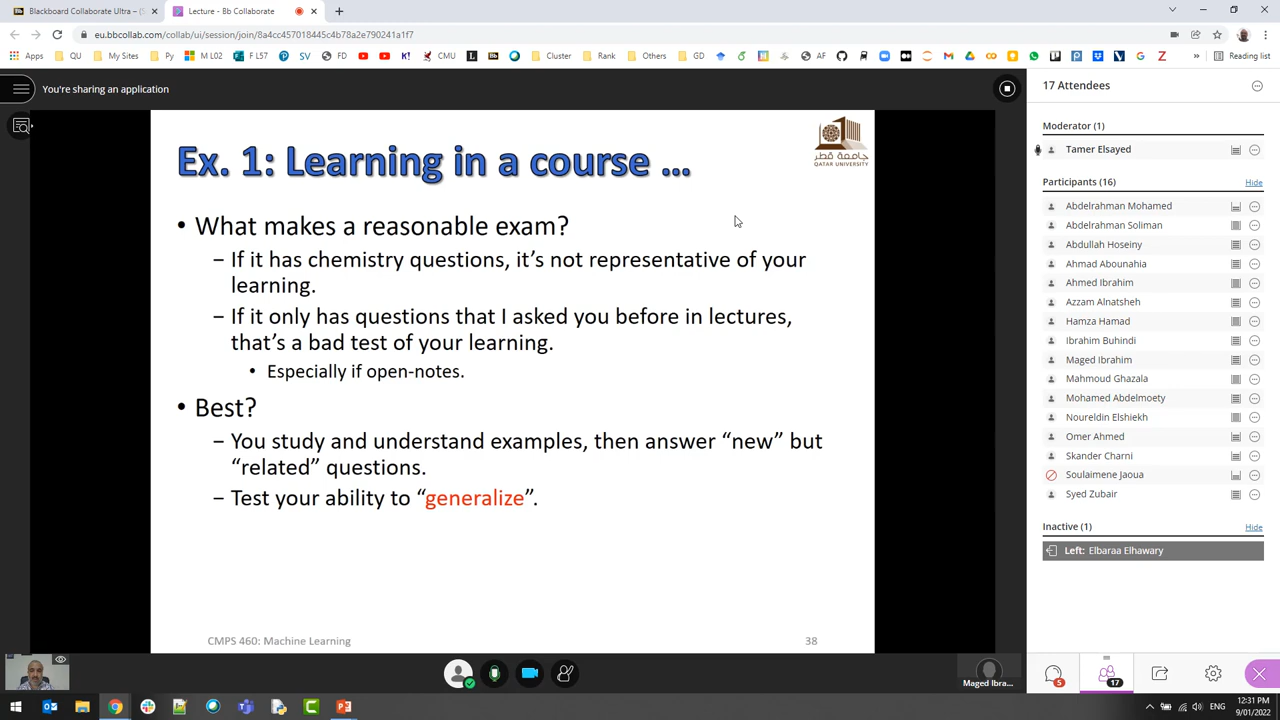 Blackboard Collaborate Ultra – (S
Lecture - Bb Collaborate
eu.bbcollab.com/collab/ui/session/join/8a4cc457018445c4b78a2e790241a1f7
Apps
QU
My Sites
Py
M L02
F L57
SV
FD
K!
CMU
Cluster
Rank
Others
GD
AF
»
Reading list
You're sharing an application
Ex. 1: Learning in a course ...
جامعة قطر
QATAR UNIVERSITY
• What makes a reasonable exam?
– If it has chemistry questions, it's not representative of your
learning.
– If it only has questions that I asked you before in lectures,
that's a bad test of your learning.
• Especially if open-notes.
• Best?
– You study and understand examples, then answer “new” but
“related” questions.
– Test your ability to “generalize”.
CMPS 460: Machine Learning
38
17 Attendees
Moderator (1)
Tamer Elsayed
Participants (16)
Hide
Abdelrahman Mohamed
Abdelrahman Soliman
Abdullah Hoseiny
Ahmad Abounahia
Ahmed Ibrahim
Azzam Alnatsheh
Hamza Hamad
Ibrahim Buhindi
Maged Ibrahim
Mahmoud Ghazala
Mohamed Abdelmoety
Noureldin Elshiekh
Omer Ahmed
Skander Charni
Soulaimene Jaoua
Syed Zubair
Inactive (1)
Hide
Left: Elbaraa Elhawary
Maged Ibra...
5
17
ENG
12:31 PM
9/01/2022